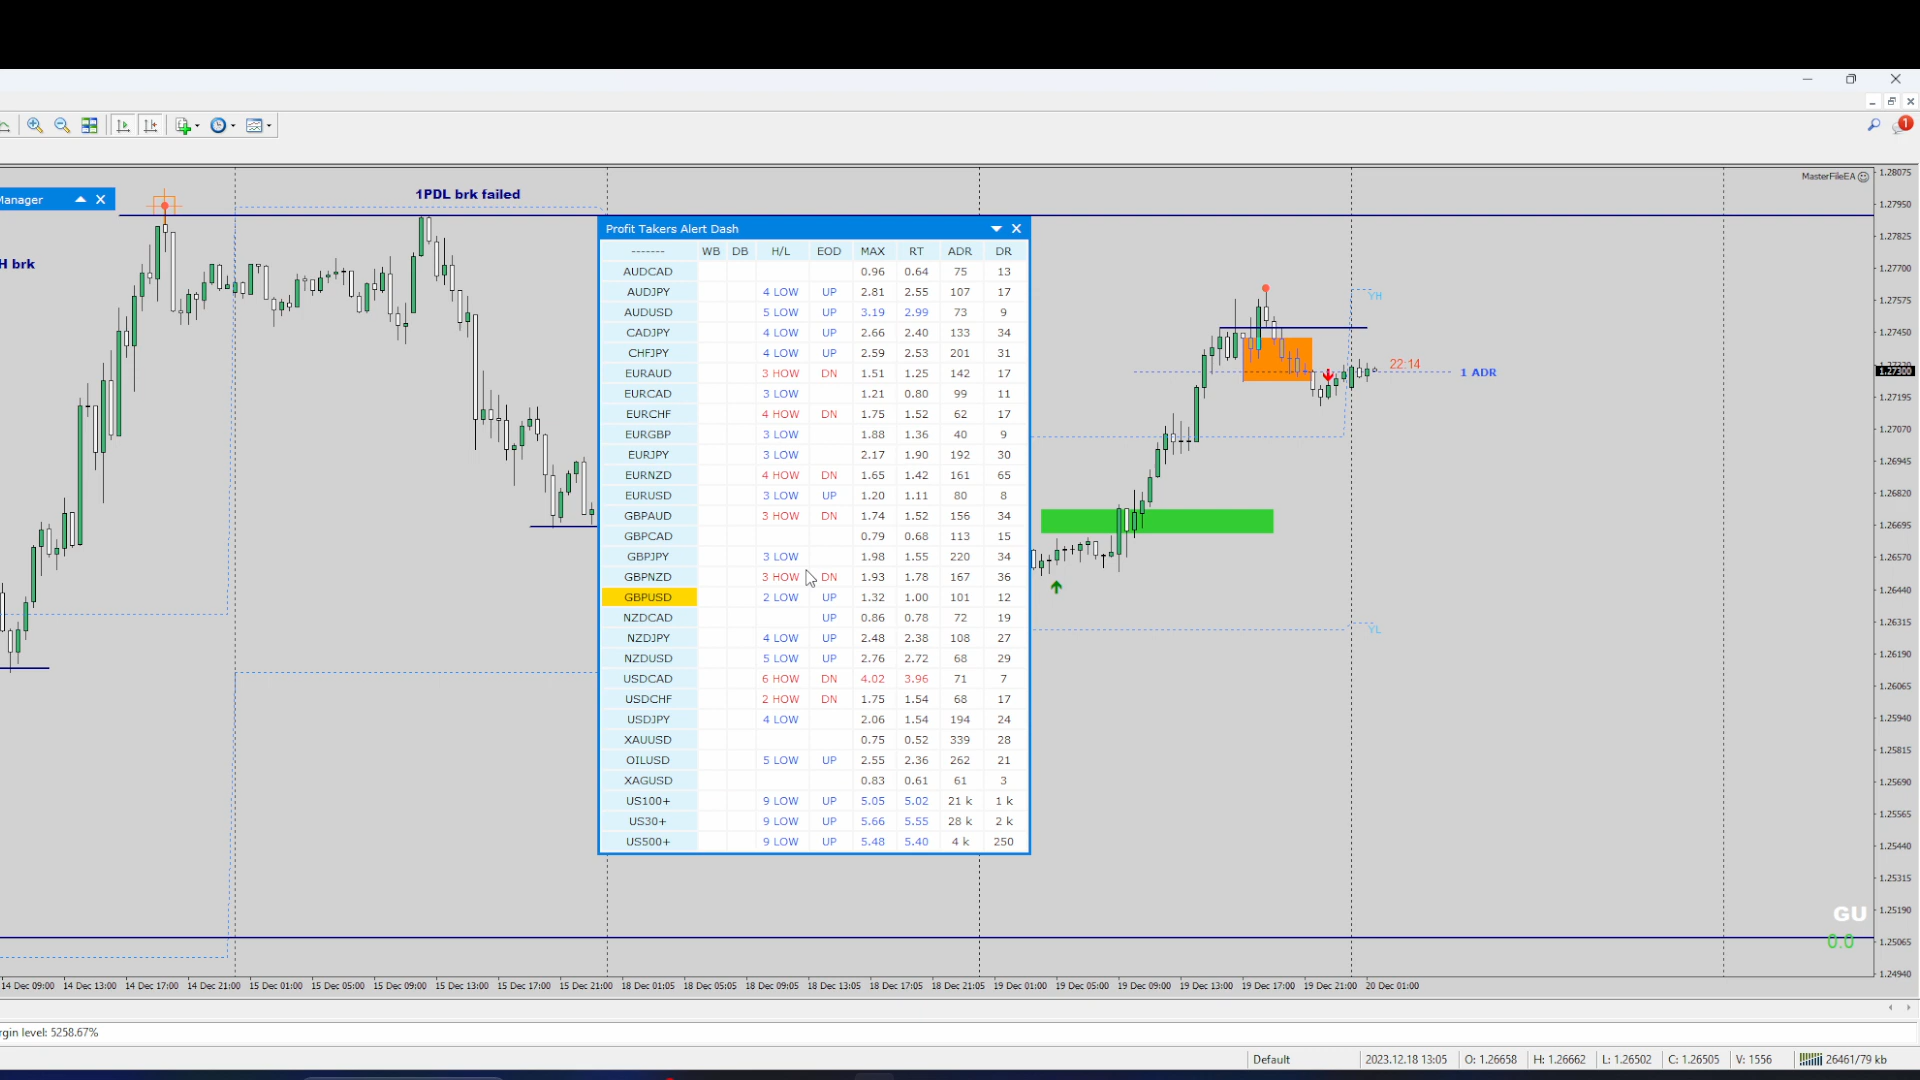 1
MasterFileEA
1.28075
Manager
1PDL brk failed
1.27950
H brk
Profit Takers Alert Dash
------- WB DB H/L EOD MAX RT ADR DR
AUDCAD 0.96 0.64 75 13
AUDJPY 4 LOW UP 2.81 2.55 107 17
AUDUSD 5 LOW UP 3.19 2.99 73 9
CADJPY 4 LOW UP 2.66 2.40 133 34
CHFJPY 4 LOW UP 2.59 2.53 201 31
EURAUD 3 HOW DN 1.51 1.25 142 17
EURCAD 3 LOW 1.21 0.80 99 11
EURCHF 4 HOW DN 1.75 1.52 62 17
EURGBP 3 LOW 1.88 1.36 40 9
EURJPY 3 LOW 2.17 1.90 192 30
EURNZD 4 HOW DN 1.65 1.42 161 65
EURUSD 3 LOW UP 1.20 1.11 80 8
GBPAUD 3 HOW DN 1.74 1.52 156 34
GBPCAD 0.79 0.68 113 15
GBPJPY 3 LOW 1.98 1.55 220 34
GBPNZD 3 HOW DN 1.93 1.78 167 36
GBPUSD 2 LOW UP 1.32 1.00 101 12
NZDCAD UP 0.86 0.78 72 19
NZDJPY 4 LOW UP 2.48 2.38 108 27
NZDUSD 5 LOW UP 2.76 2.72 68 29
USDCAD 6 HOW DN 4.02 3.96 71 7
USDCHF 2 HOW DN 1.75 1.54 68 17
USDJPY 4 LOW 2.06 1.54 194 24
XAUUSD 0.75 0.52 339 28
OILUSD 5 LOW UP 2.55 2.36 262 21
XAGUSD 0.83 0.61 61 3
US100+ 9 LOW UP 5.05 5.02 21 k 1 k
US30+ 9 LOW UP 5.66 5.55 28 k 2 k
US500+ 9 LOW UP 5.48 5.40 4 k 250
YH
22:14
1 ADR
YL
1.27825
1.27700
1.27575
1.27450
1.27300
1.27195
1.27070
1.26945
1.26820
1.26695
1.26570
1.26440
1.26315
1.26190
1.26065
1.25940
1.25815
1.25690
1.25565
1.25440
1.25315
1.25190
1.25065
1.24940
GU
0.0
14 Dec 09:00 14 Dec 13:00 14 Dec 17:00 14 Dec 21:00 15 Dec 01:00 15 Dec 05:00 15 Dec 09:00 15 Dec 13:00 15 Dec 17:00 15 Dec 21:00 18 Dec 01:05 18 Dec 05:05 18 Dec 09:05 18 Dec 13:05 18 Dec 17:05 18 Dec 21:05 19 Dec 01:00 19 Dec 05:00 19 Dec 09:00 19 Dec 13:00 19 Dec 17:00 19 Dec 21:00 20 Dec 01:00
rgin level: 5258.67%
Default 2023.12.18 13:05 O: 1.26658 H: 1.26662 L: 1.26502 C: 1.26505 V: 1556 26461/79 kb